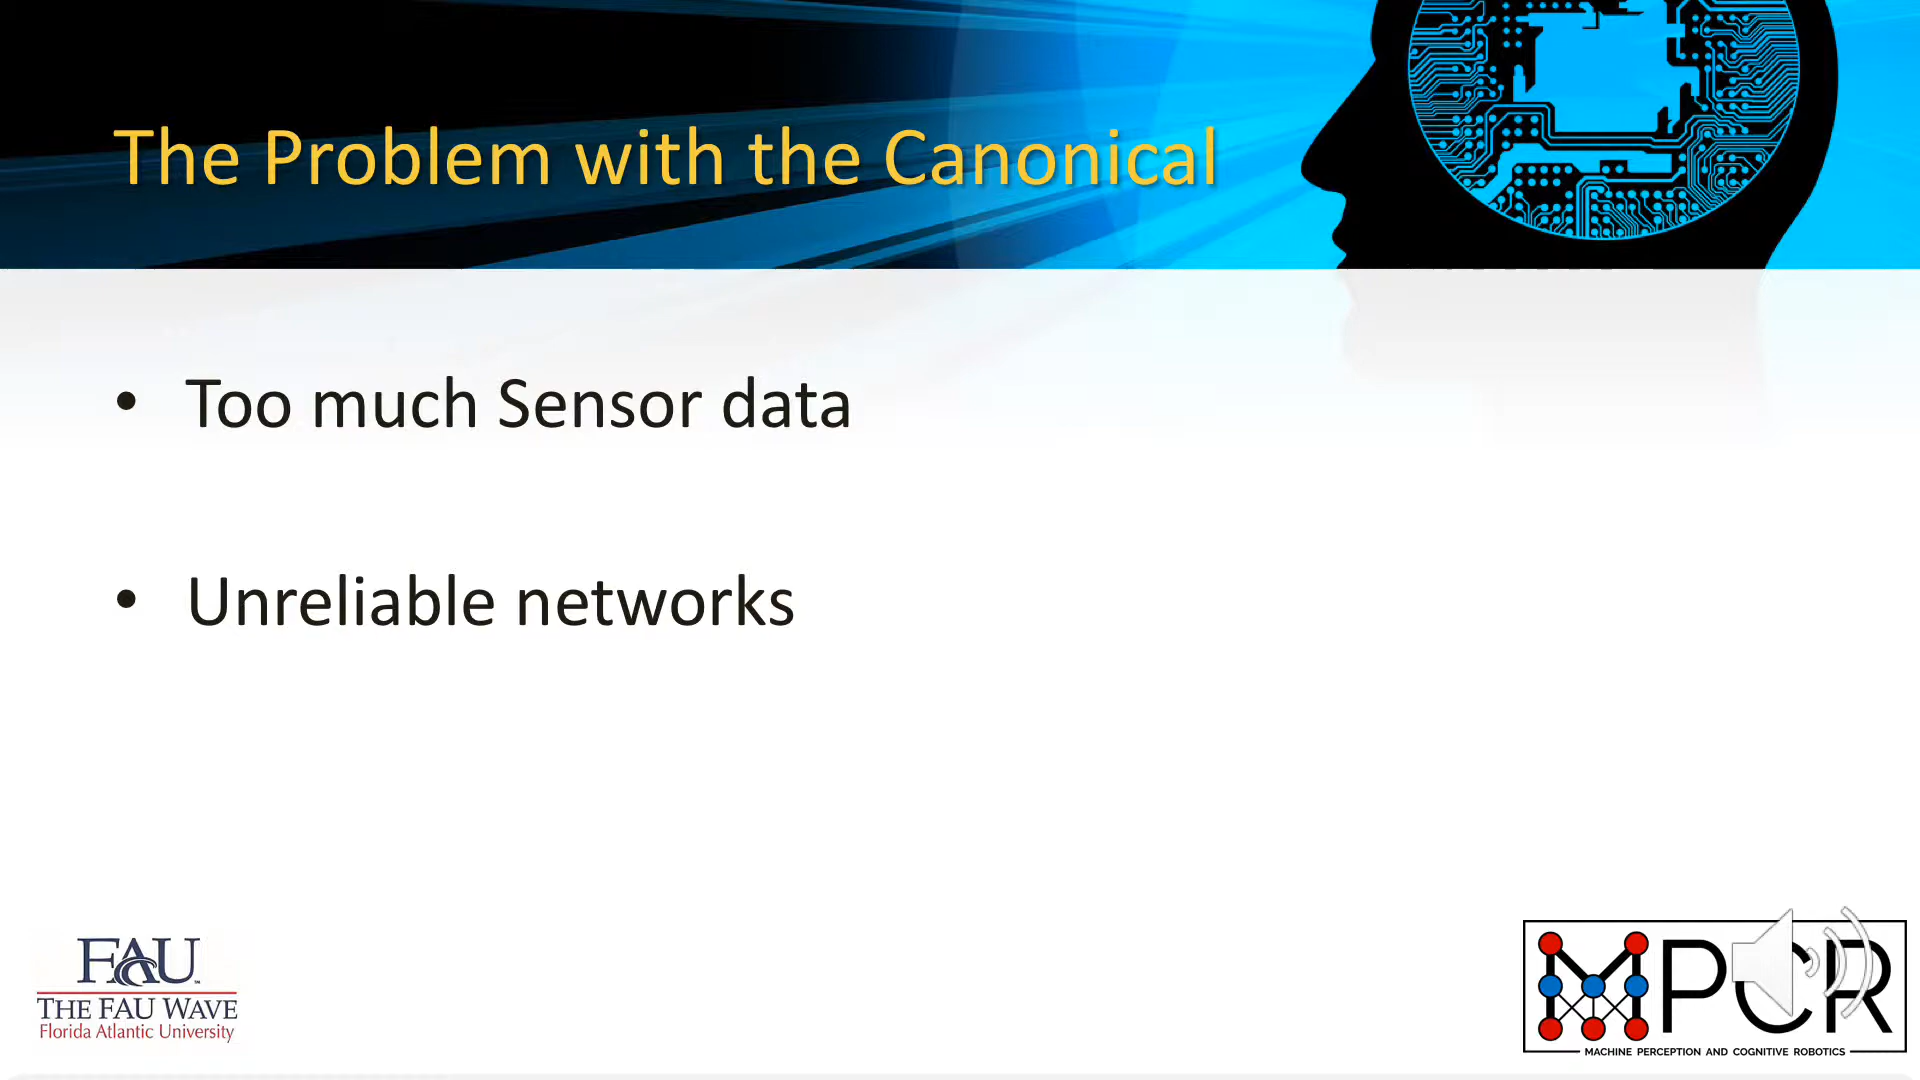 The Problem with the Canonical
• Too much Sensor data
• Unreliable networks
FAU
THE FAU WAVE
Florida Atlantic University
MPCR
MACHINE PERCEPTION AND COGNITIVE ROBOTICS